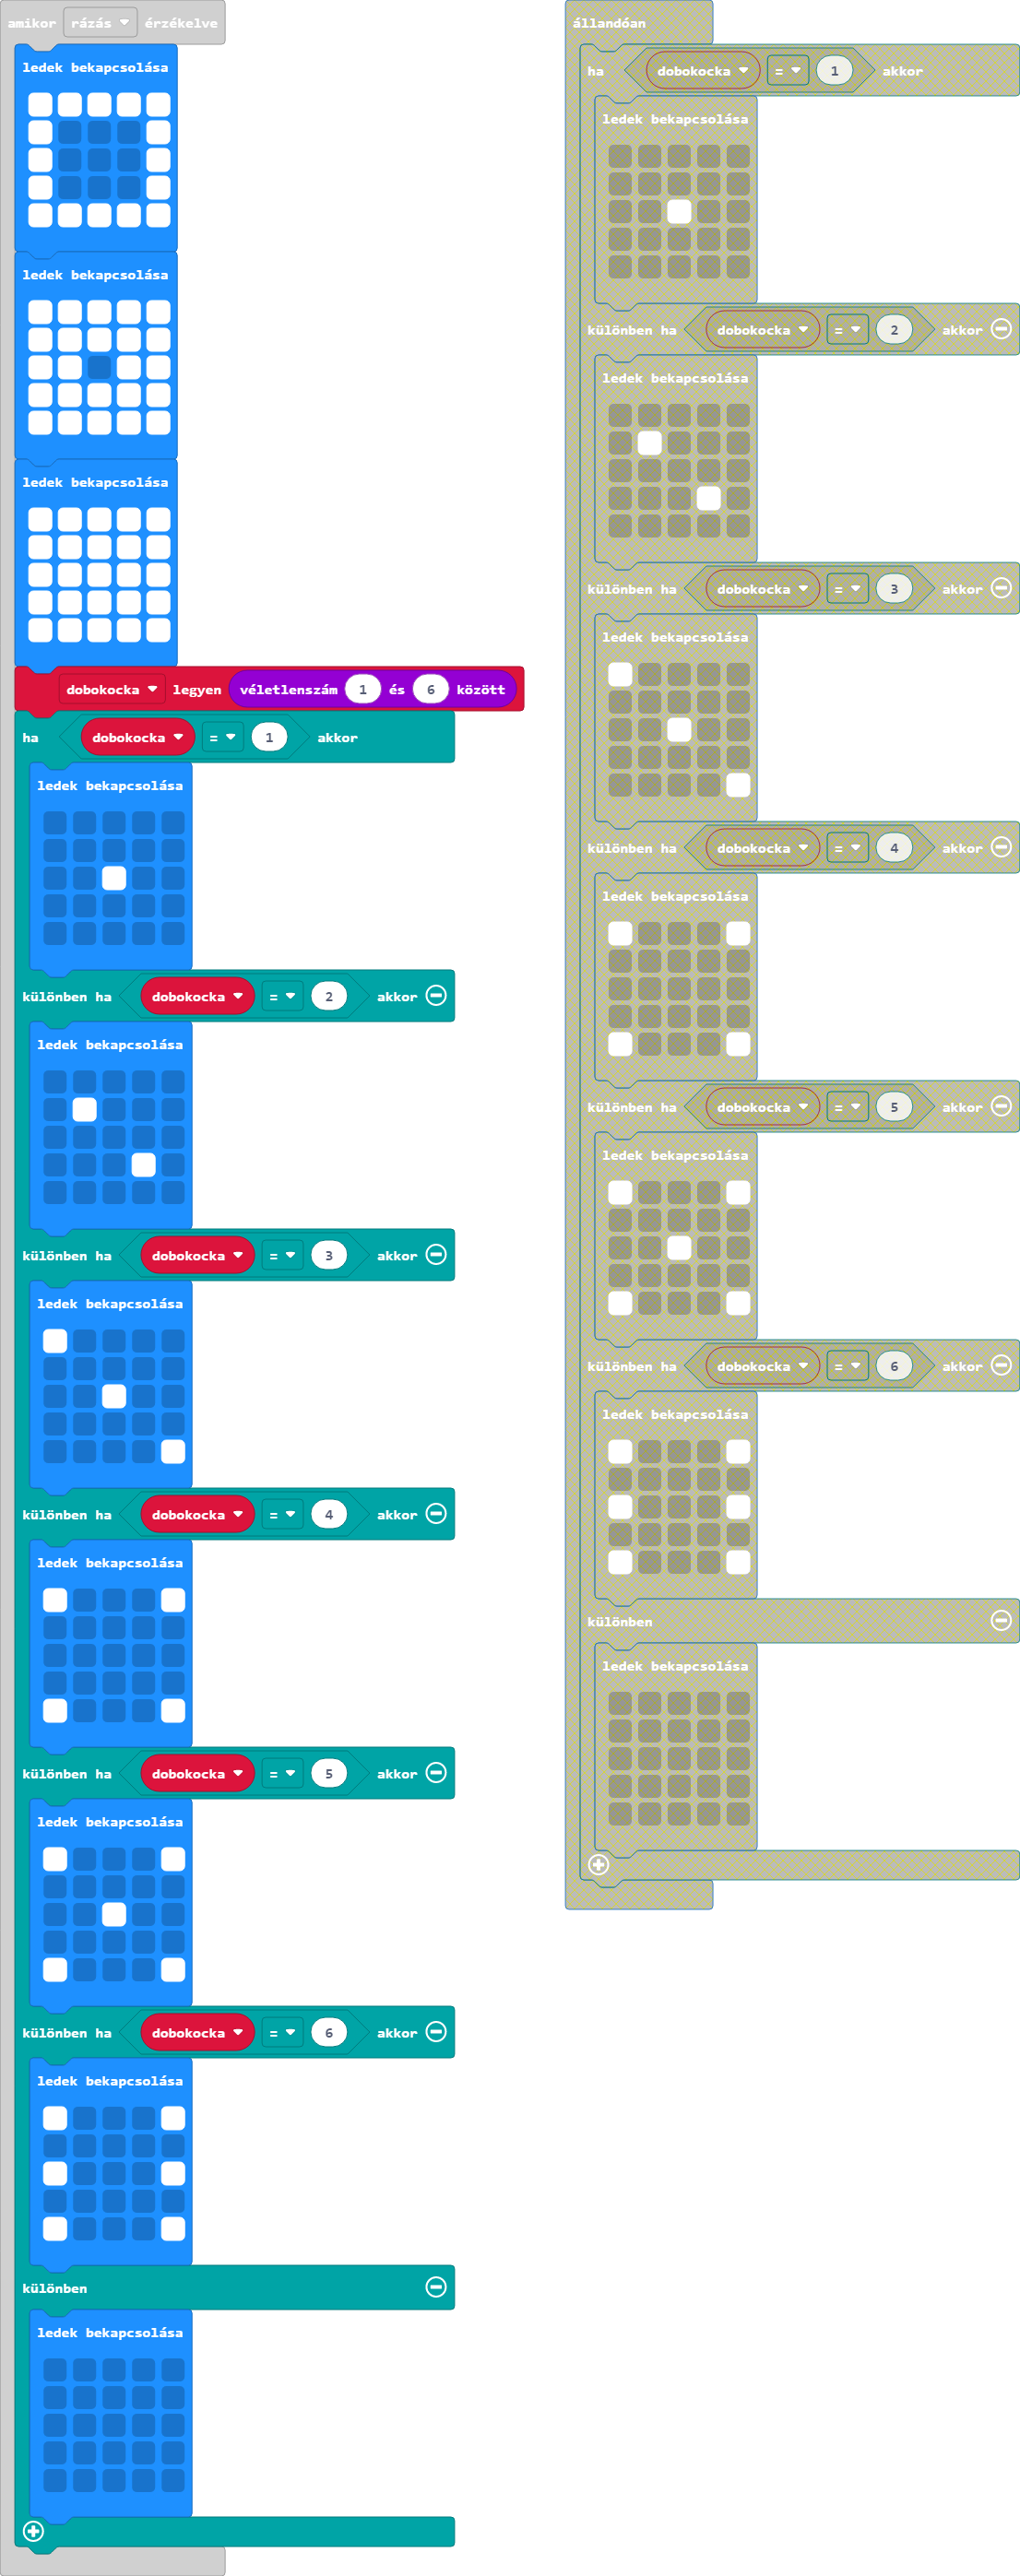 amikor rázás érzékelve
ledek bekapcsolása
ledek bekapcsolása
ledek bekapcsolása
dobokocka legyen véletlenszám 1 és 6 között
ha dobokocka = 1 akkor
ledek bekapcsolása
különben ha dobokocka = 2 akkor
ledek bekapcsolása
különben ha dobokocka = 3 akkor
ledek bekapcsolása
különben ha dobokocka = 4 akkor
ledek bekapcsolása
különben ha dobokocka = 5 akkor
ledek bekapcsolása
különben ha dobokocka = 6 akkor
ledek bekapcsolása
különben
ledek bekapcsolása
állandóan
ha dobokocka = 1 akkor
ledek bekapcsolása
különben ha dobokocka = 2 akkor
ledek bekapcsolása
különben ha dobokocka = 3 akkor
ledek bekapcsolása
különben ha dobokocka = 4 akkor
ledek bekapcsolása
különben ha dobokocka = 5 akkor
ledek bekapcsolása
különben ha dobokocka = 6 akkor
ledek bekapcsolása
különben
ledek bekapcsolása